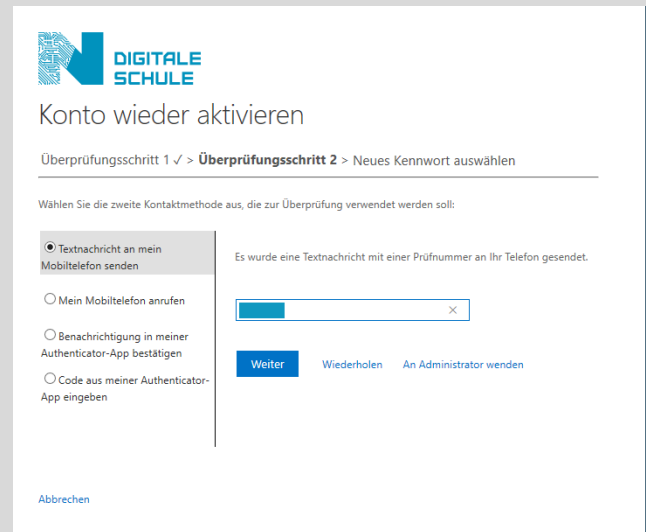 DIGITALE
SCHULE
Konto wieder aktivieren
Überprüfungsschritt 1 ✓ > Überprüfungsschritt 2 > Neues Kennwort auswählen
Wählen Sie die zweite Kontaktmethode aus, die zur Überprüfung verwendet werden soll:
Textnachricht an mein
Mobiltelefon senden
Mein Mobiltelefon anrufen
Benachrichtigung in meiner
Authenticator-App bestätigen
Code aus meiner Authenticator-
App eingeben
Es wurde eine Textnachricht mit einer Prüfnummer an Ihr Telefon gesendet.
Weiter Wiederholen An Administrator wenden
Abbrechen